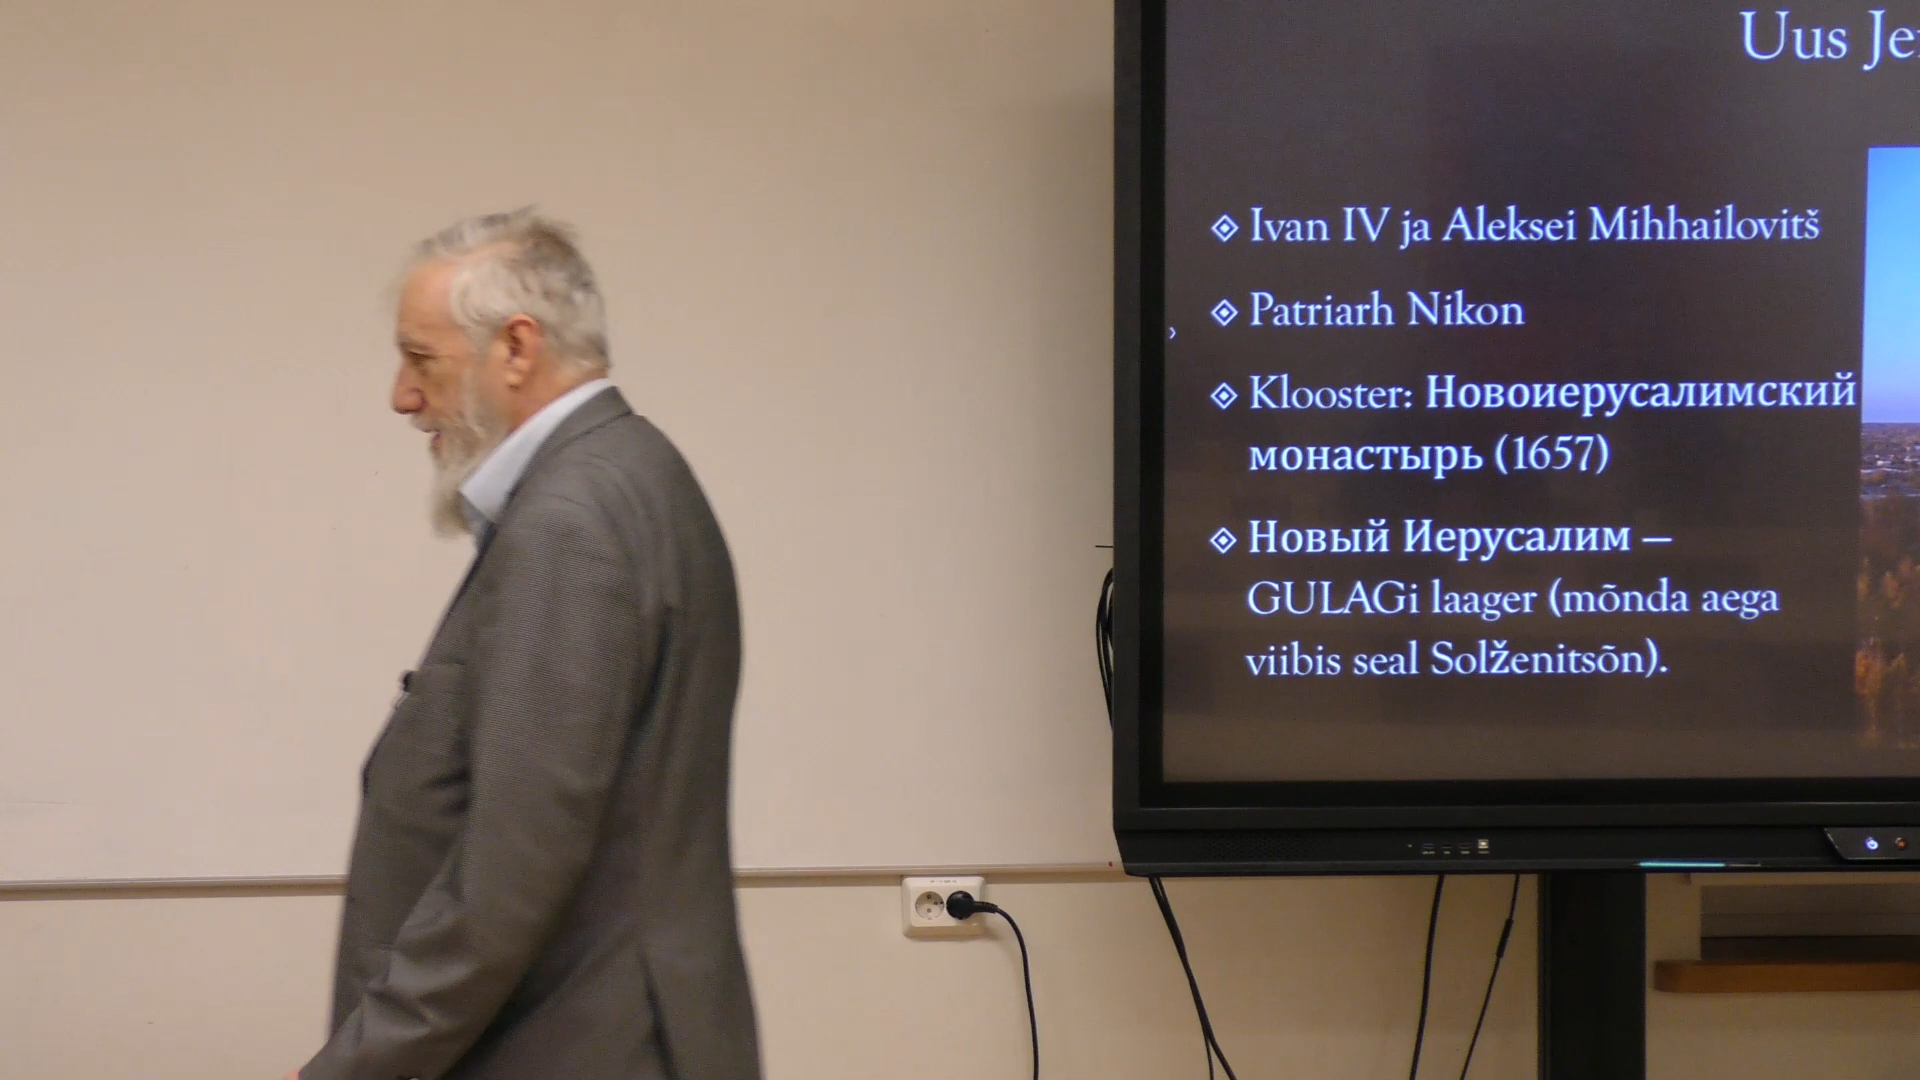 Uus Je
Ivan IV ja Aleksei Mihhailovitš
Patriarh Nikon
Klooster: Новоиерусалимский
монастырь (1657)
Новый Иерусалим –
GULAGi laager (mõnda aega
viibis seal Solženitsõn).